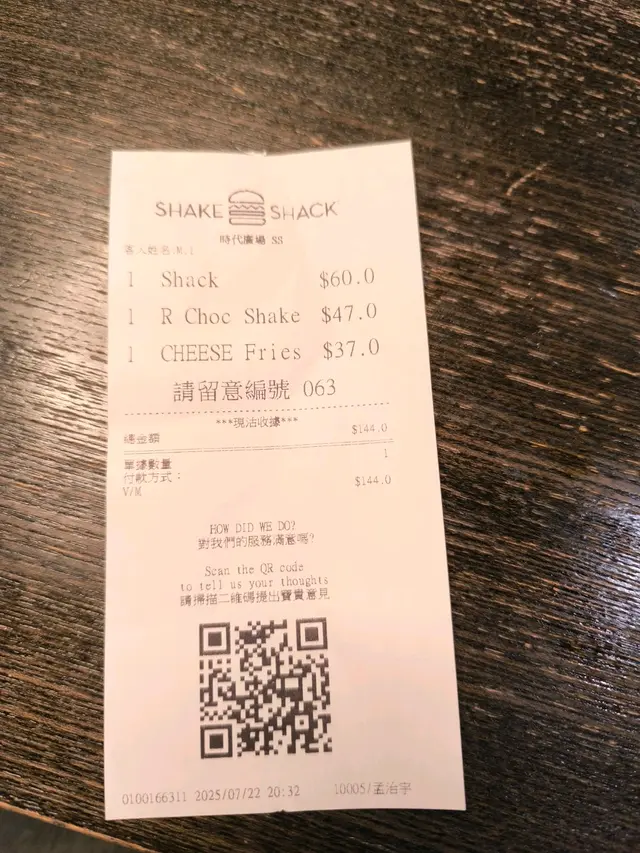 SHAKE SHACK
時代廣場 SS
客人姓名:M.l
1 Shack $60.0
1 R Choc Shake $47.0
1 CHEESE Fries $37.0
請留意編號 063
***現沽收據***
總金額 $144.0
單據數量 1
付款方式：
V/M $144.0
HOW DID WE DO?
對我們的服務滿意嗎?
Scan the QR code
to tell us your thoughts
請掃描二維碼提出寶貴意見
0100166311 2025/07/22 20:32 10005/孟治宇